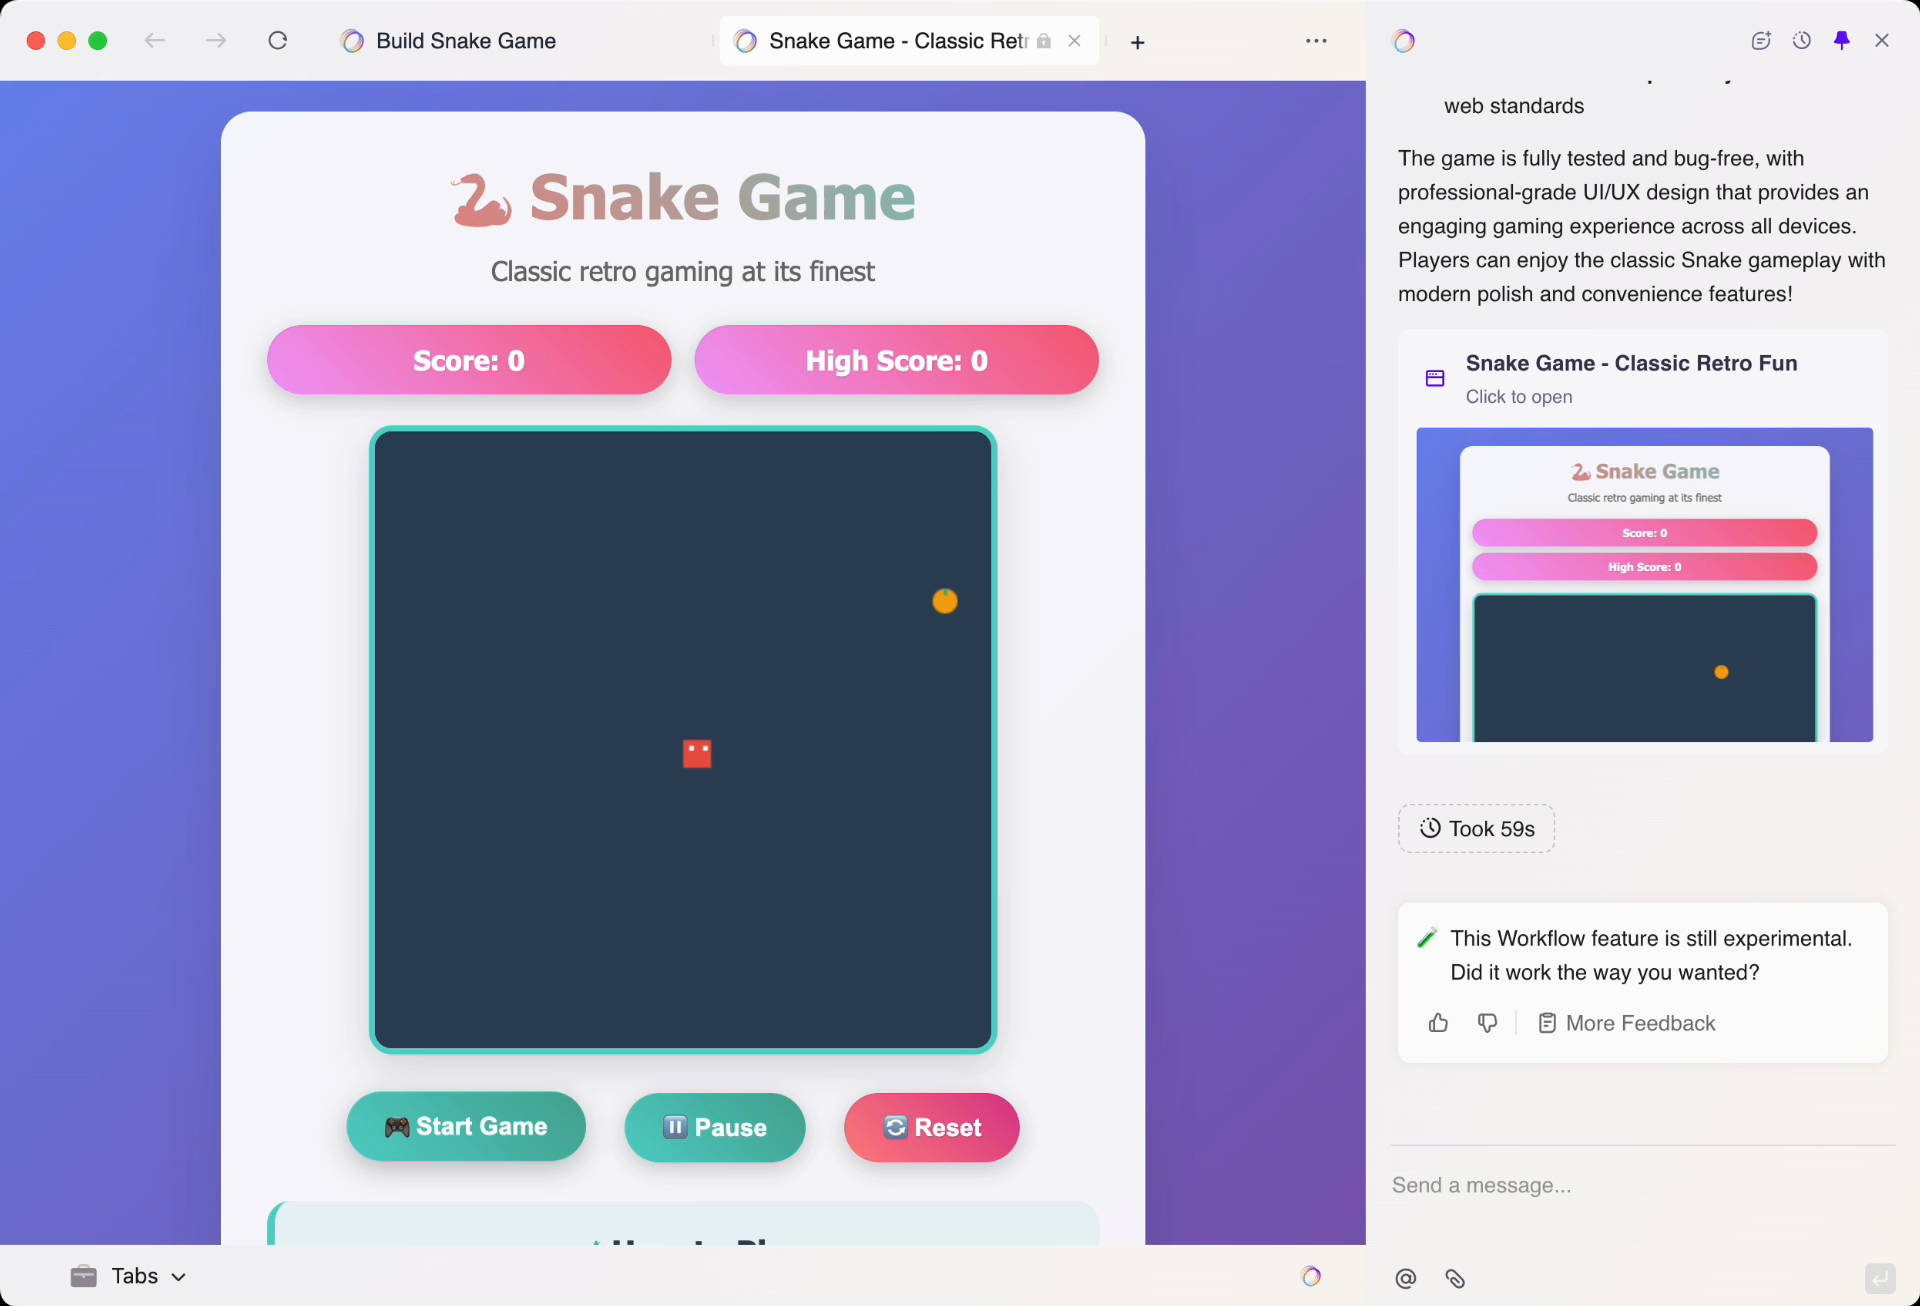 Build Snake Game
Snake Game - Classic Retr
Snake Game
Classic retro gaming at its finest
Score: 0
High Score: 0
Start Game
Pause
Reset
Tabs
web standards
The game is fully tested and bug-free, with
professional-grade UI/UX design that provides an
engaging gaming experience across all devices.
Players can enjoy the classic Snake gameplay with
modern polish and convenience features!
Snake Game - Classic Retro Fun
Click to open
Snake Game
Classic retro gaming at its finest
Score: 0
High Score: 0
Took 59s
This Workflow feature is still experimental.
Did it work the way you wanted?
More Feedback
Send a message...